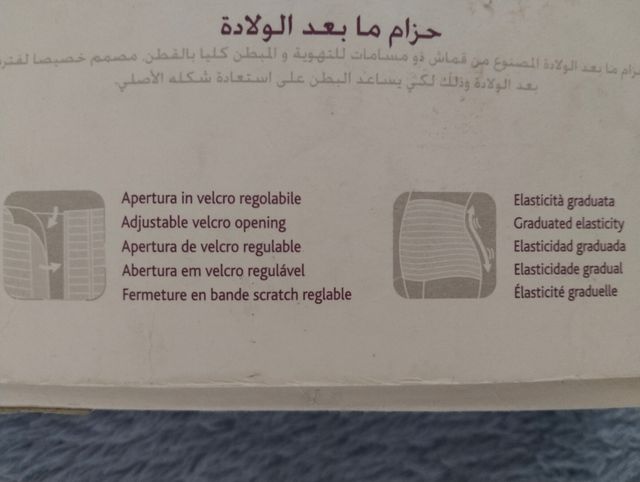 حزام ما بعد الولادة
حزام ما بعد الولادة المصنوع من قماش ذو مسامات للتهوية و المبطن كليا بالقطن. مصمم خصيصا لفترة
بعد الولادة وذلك لكي يساعد البطن على استعادة شكله الأصلي.
Apertura in velcro regolabile
Adjustable velcro opening
Apertura de velcro regulable
Abertura em velcro regulável
Fermeture en bande scratch reglable
Elasticità graduata
Graduated elasticity
Elasticidad graduada
Elasticidade gradual
Élasticité graduelle